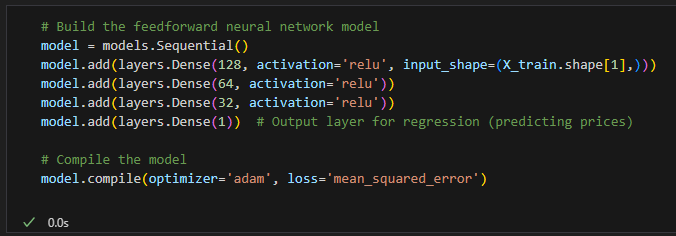 # Build the feedforward neural network model
model = models.Sequential()
model.add(layers.Dense(128, activation='relu', input_shape=(X_train.shape[1],)))
model.add(layers.Dense(64, activation='relu'))
model.add(layers.Dense(32, activation='relu'))
model.add(layers.Dense(1))  # Output layer for regression (predicting prices)
# Compile the model
model.compile(optimizer='adam', loss='mean_squared_error')
✓ 0.0s